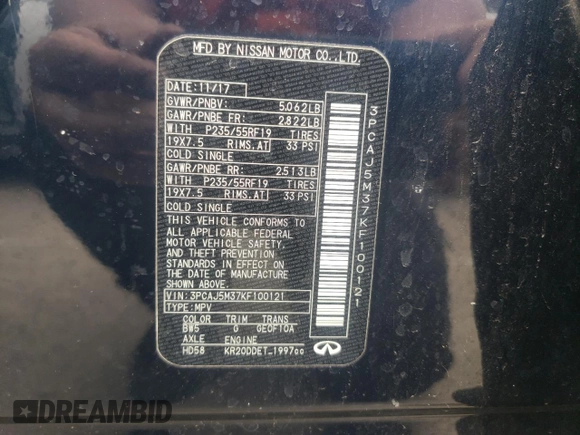 MFD BY NISSAN MOTOR CO.,LTD.
DATE: 11/17
GVWR/PNBV: 5.062LB
GAWR/PNBE FR: 2.822LB
WITH P235/55RF19 TIRES
19X7.5 RIMS.AT 33 PSI
COLD SINGLE
GAWR/PNBE RR: 2.513LB
WITH P235/55RF19 TIRES
19X7.5 RIMS.AT 33 PSI
COLD SINGLE
THIS VEHICLE CONFORMS TO
ALL APPLICABLE FEDERAL
MOTOR VEHICLE SAFETY,
AND THEFT PREVENTION
STANDARDS IN EFFECT ON
THE DATE OF MANUFACTURE
SHOWN ABOVE.
VIN: 3PCAJ5M37KF100121
TYPE: MPV
COLOR TRIM TRANS
BW5 G GE0F10A
AXLE ENGINE
HD58 KR20DDET 1997cc
3PCAJ5M37KF100121
DREAMBID